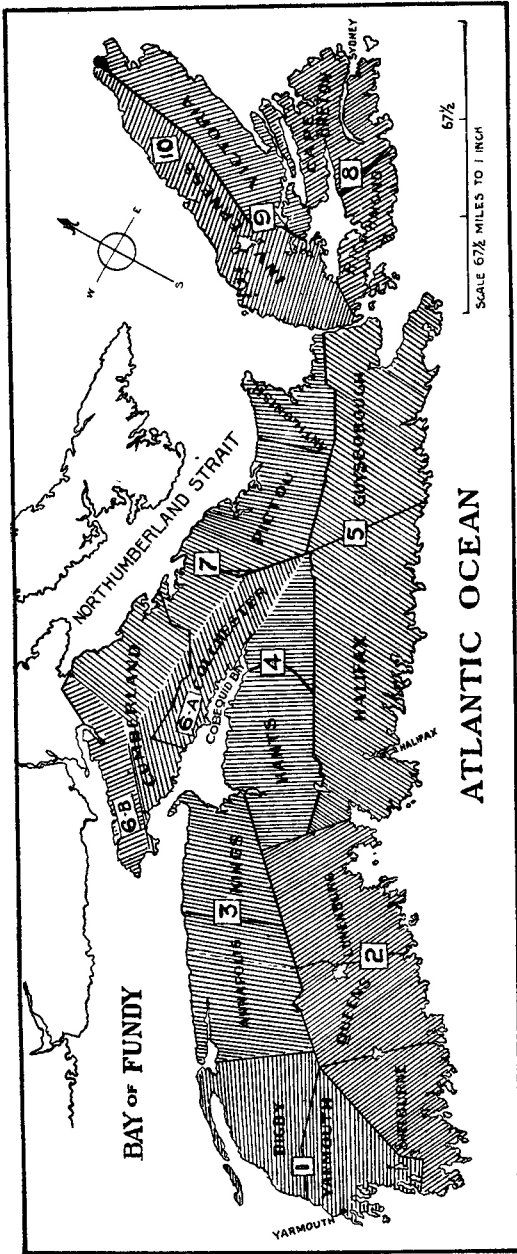 BAY OF FUNDY
NORTHUMBERLAND STRAIT
ATLANTIC OCEAN
COBEQUID BAY
YARMOUTH
HALIFAX
SYDNEY
1
DIGBY
YARMOUTH
SHELBURNE
2
QUEENS
LUNENBURG
3
ANNAPOLIS
KINGS
4
HANTS
HALIFAX
5
GUYSBOROUGH
6-A
COLCHESTER
6-B
CUMBERLAND
7
PICTOU
ANTIGONISH
8
RICHMOND
CAPE
BRETON
9
INVERNESS
10
VICTORIA
W
E
S
67½
SCALE 67½ MILES TO 1 INCH